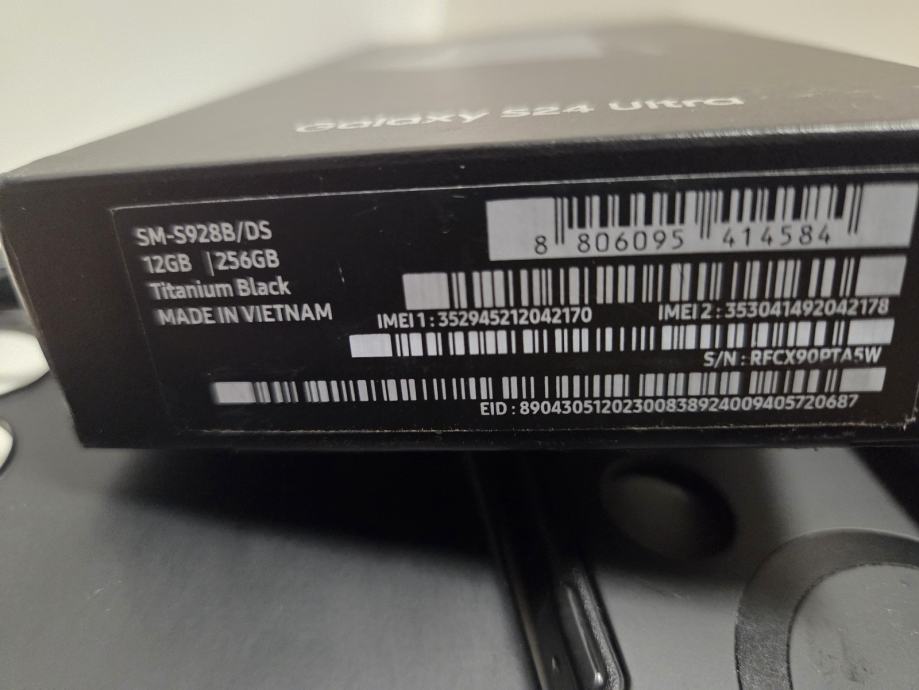 Galaxy S24 Ultra
SM-S928B/DS
12GB | 256GB
Titanium Black
MADE IN VIETNAM
8 806095 414584
IMEI 1 : 352945212042170
IMEI 2 : 353041492042178
S/N : RFCX90PTA5W
EID : 89043051202300838924009405720687